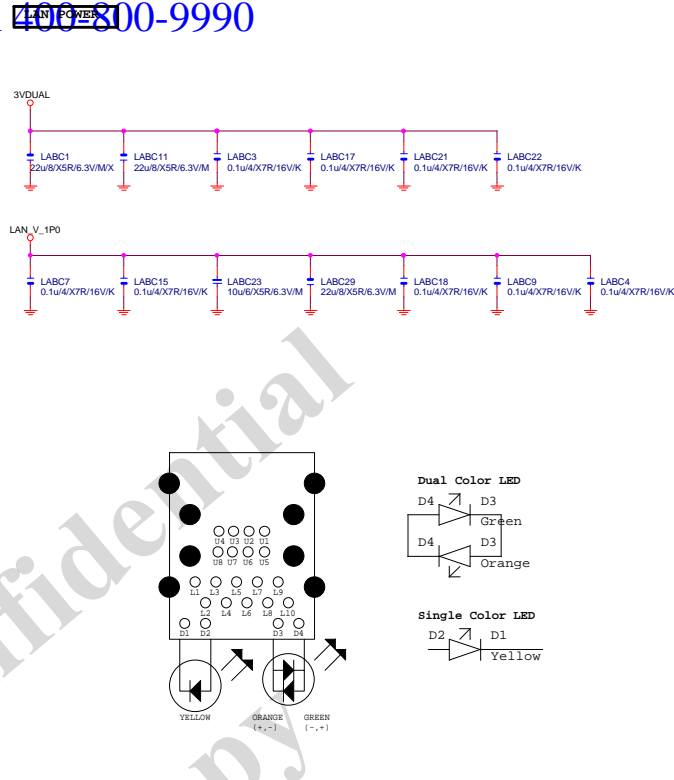 LAN POWER
400-800-9990
3VDUAL
LABC1
22u/8/X5R/6.3V/M/X
LABC11
22u/8/X5R/6.3V/M
LABC3
0.1u/4/X7R/16V/K
LABC17
0.1u/4/X7R/16V/K
LABC21
0.1u/4/X7R/16V/K
LABC22
0.1u/4/X7R/16V/K
LAN_V_1P0
LABC7
0.1u/4/X7R/16V/K
LABC15
0.1u/4/X7R/16V/K
LABC23
10u/6/X5R/6.3V/M
LABC29
22u/8/X5R/6.3V/M
LABC18
0.1u/4/X7R/16V/K
LABC9
0.1u/4/X7R/16V/K
LABC4
0.1u/4/X7R/16V/K
U4 U3 U2 U1
U8 U7 U6 U5
L1 L3 L5 L7 L9
L2 L4 L6 L8 L10
D1 D2 D3 D4
YELLOW
ORANGE
(+,-)
GREEN
(-,+)
Dual Color LED
D4 D3
Green
D4 D3
Orange
Single Color LED
D2 D1
Yellow
fidential
py